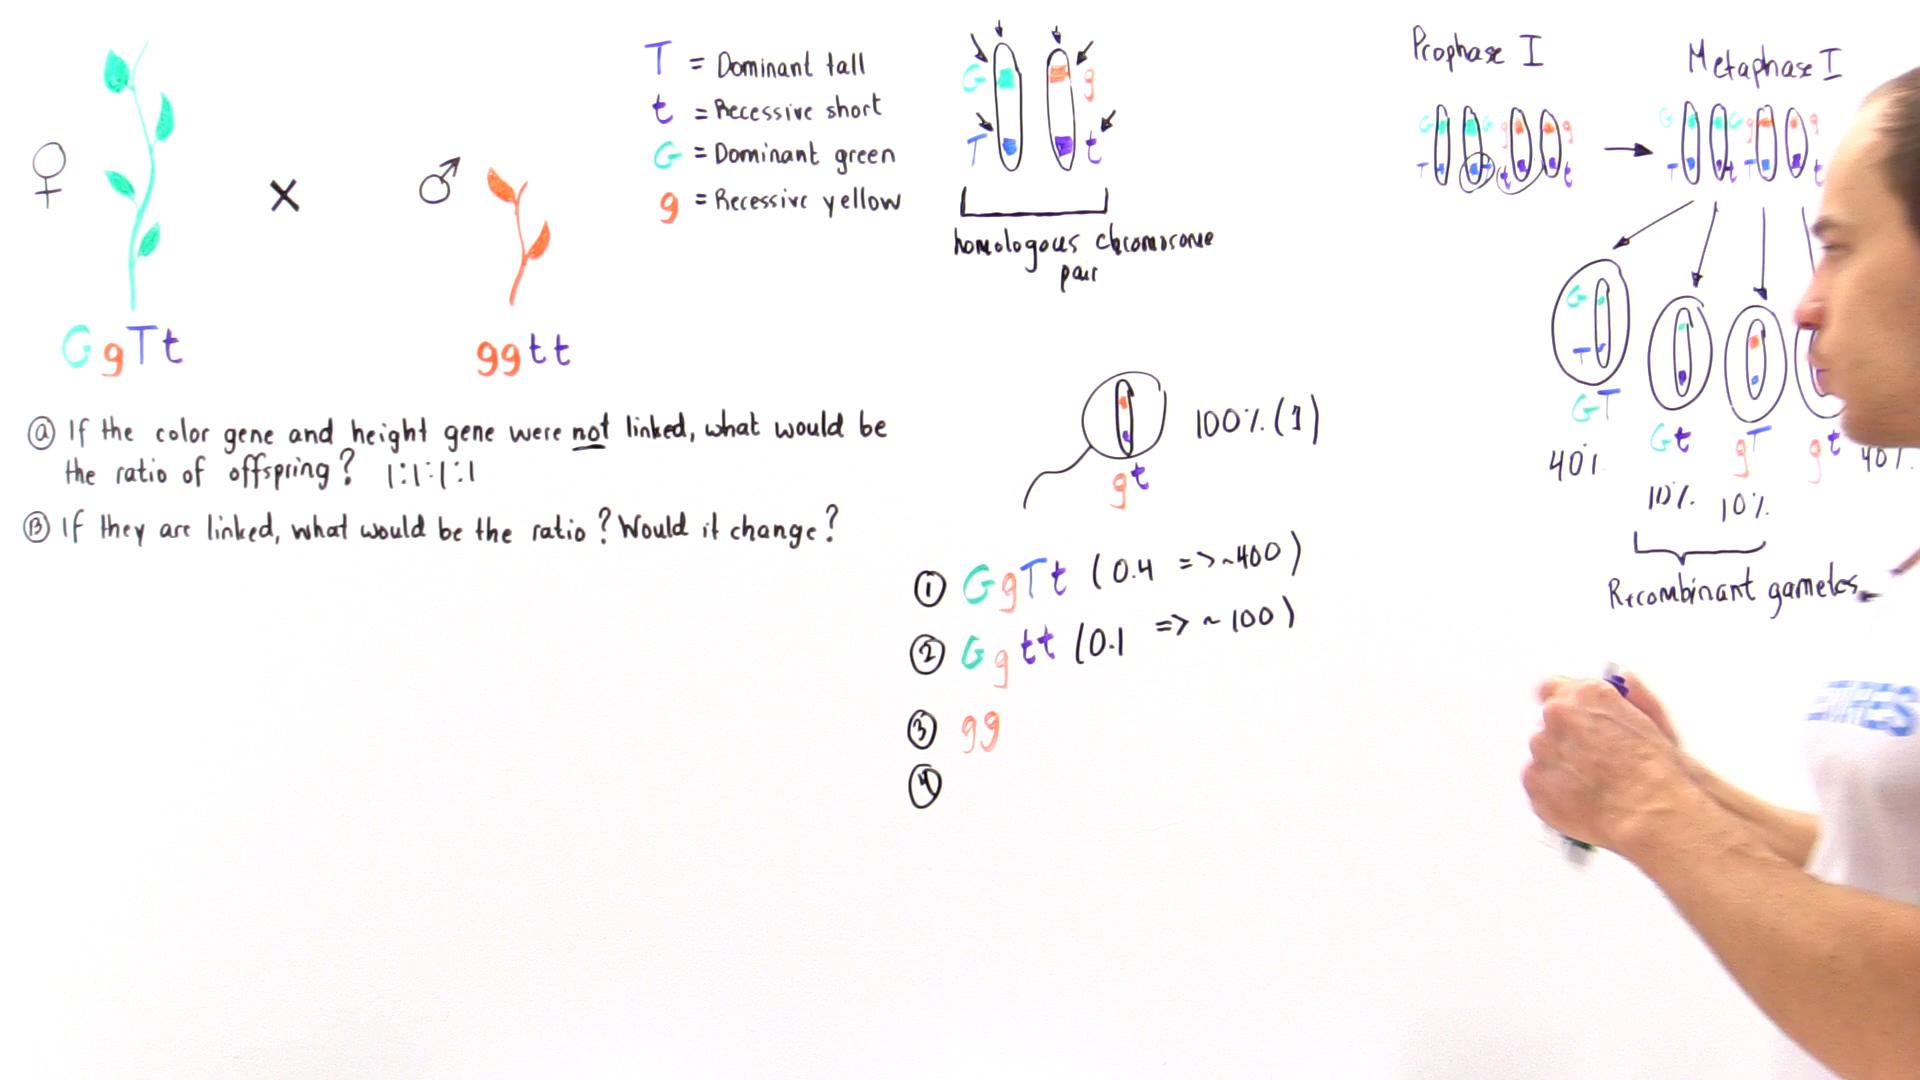 ♀ X ♂
GgTt
ggtt
T = Dominant tall
t = Recessive short
G = Dominant green
g = Recessive yellow
G g
T t
homologous chromosome
pair
Prophase I
Metaphase I
G G g g
T T t t
G G g g
T t T t
G
T
GT
Gt
gT
gt
40%
10%
10%
40%
Recombinant gametes
ⓐ If the color gene and height gene were not linked, what would be
the ratio of offspring? 1:1:1:1
Ⓑ If they are linked, what would be the ratio? Would it change?
100% (1)
gt
① GgTt (0.4 => ~400)
② Ggtt (0.1 => ~100)
③ gg
④